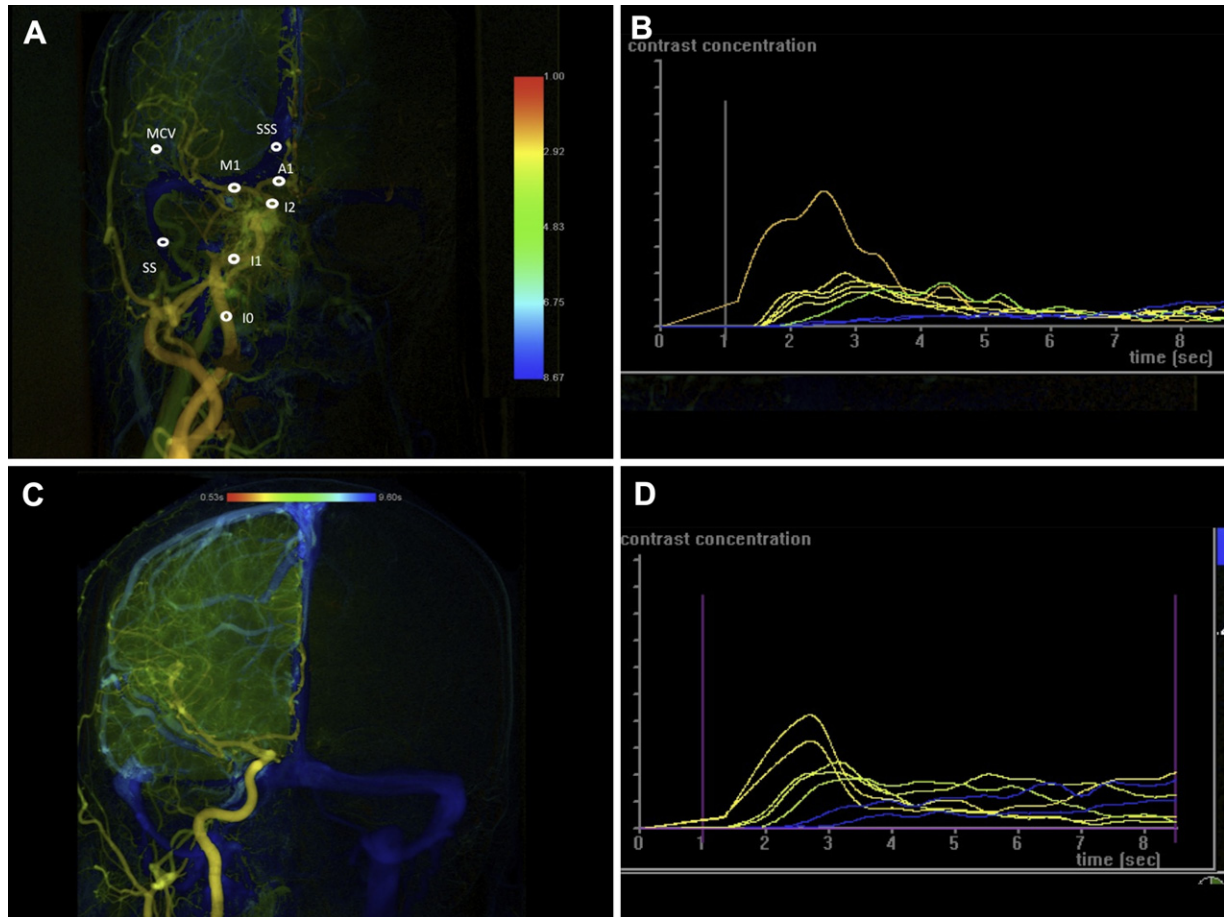 A
MCV
SSS
M1
A1
I2
SS
I1
I0
1.00
2.92
4.83
6.75
8.67
B
contrast concentration
0 1 2 3 4 5 6 7 8
time (sec)
C
0.53s 9.60s
D
contrast concentration
0 1 2 3 4 5 6 7 8
time (sec)